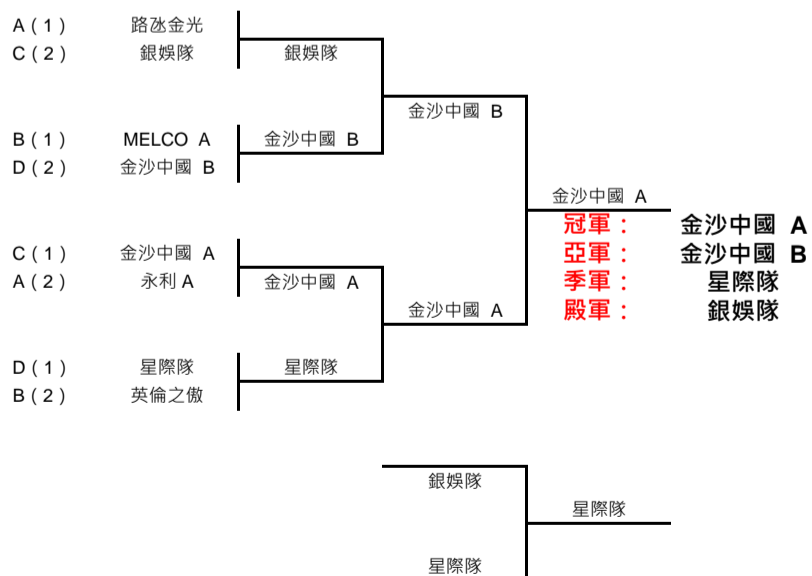 A ( 1 ) 路氹金光
C ( 2 ) 銀娛隊 銀娛隊
金沙中國 B
B ( 1 ) MELCO A 金沙中國 B
D ( 2 ) 金沙中國 B
金沙中國 A
冠軍： 金沙中國 A
亞軍： 金沙中國 B
C ( 1 ) 金沙中國 A
A ( 2 ) 永利 A 金沙中國 A
季軍： 星際隊
殿軍： 銀娛隊
金沙中國 A
D ( 1 ) 星際隊 星際隊
B ( 2 ) 英倫之傲
銀娛隊
星際隊
星際隊